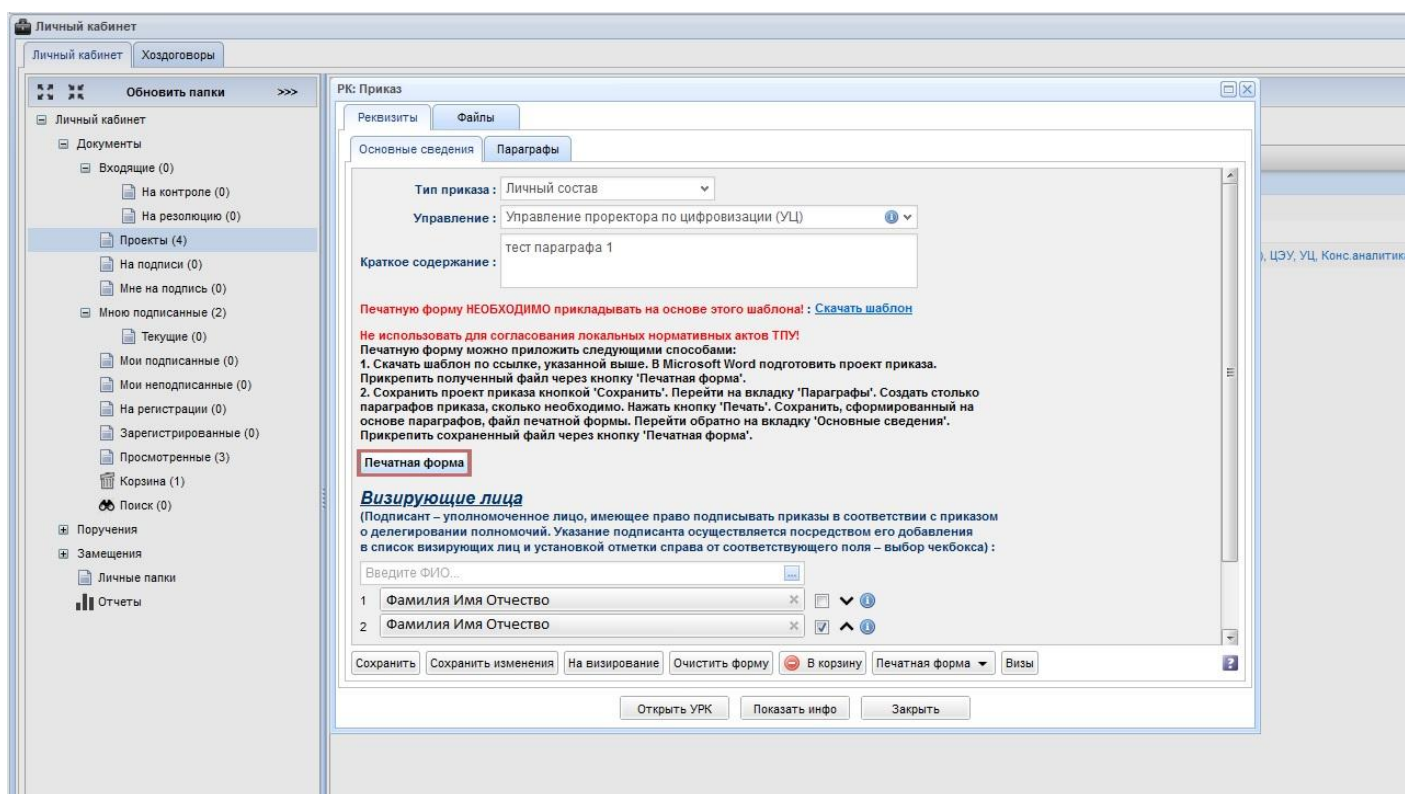 Личный кабинет
Личный кабинет Хоздоговоры
Обновить папки >>>
Личный кабинет
Документы
Входящие (0)
На контроле (0)
На резолюцию (0)
Проекты (4)
На подписи (0)
Мне на подпись (0)
Мною подписанные (2)
Текущие (0)
Мои подписанные (0)
Мои неподписанные (0)
На регистрации (0)
Зарегистрированные (0)
Просмотренные (3)
Корзина (1)
Поиск (0)
Поручения
Замещения
Личные папки
Отчеты
РК: Приказ
Реквизиты Файлы
Основные сведения Параграфы
Тип приказа : Личный состав
Управление : Управление проректора по цифровизации (УЦ)
Краткое содержание : тест параграфа 1
Печатную форму НЕОБХОДИМО прикладывать на основе этого шаблона! : Скачать шаблон
Не использовать для согласования локальных нормативных актов ТПУ!
Печатную форму можно приложить следующими способами:
1. Скачать шаблон по ссылке, указанной выше. В Microsoft Word подготовить проект приказа.
Прикрепить полученный файл через кнопку 'Печатная форма'.
2. Сохранить проект приказа кнопкой 'Сохранить'. Перейти на вкладку 'Параграфы'. Создать столько
параграфов приказа, сколько необходимо. Нажать кнопку 'Печать'. Сохранить, сформированный на
основе параграфов, файл печатной формы. Перейти обратно на вкладку 'Основные сведения'.
Прикрепить сохраненный файл через кнопку 'Печатная форма'.
Печатная форма
Визирующие лица
(Подписант – уполномоченное лицо, имеющее право подписывать приказы в соответствии с приказом
о делегировании полномочий. Указание подписанта осуществляется посредством его добавления
в список визирующих лиц и установкой отметки справа от соответствующего поля – выбор чекбокса) :
Введите ФИО... ...
1 Фамилия Имя Отчество
2 Фамилия Имя Отчество
Сохранить Сохранить изменения На визирование Очистить форму В корзину Печатная форма Визы ?
Открыть УРК Показать инфо Закрыть
), ЦЭУ, УЦ, Конс.аналитик